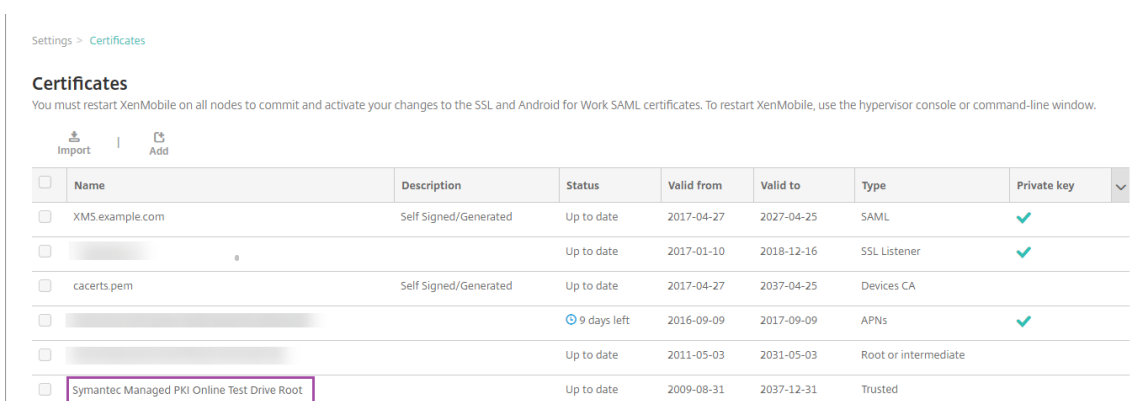 Settings > Certificates
Certificates
You must restart XenMobile on all nodes to commit and activate your changes to the SSL and Android for Work SAML certificates. To restart XenMobile, use the hypervisor console or command-line window.
Import | Add
Name Description Status Valid from Valid to Type Private key
XMS.example.com Self Signed/Generated Up to date 2017-04-27 2027-04-25 SAML
Up to date 2017-01-10 2018-12-16 SSL Listener
cacerts.pem Self Signed/Generated Up to date 2017-04-27 2037-04-25 Devices CA
9 days left 2016-09-09 2017-09-09 APNs
Up to date 2011-05-03 2031-05-03 Root or intermediate
Symantec Managed PKI Online Test Drive Root Up to date 2009-08-31 2037-12-31 Trusted